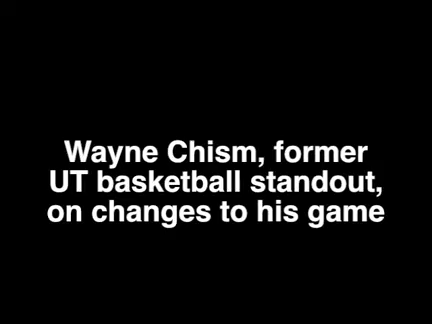 Wayne Chism, former
UT basketball standout,
on changes to his game